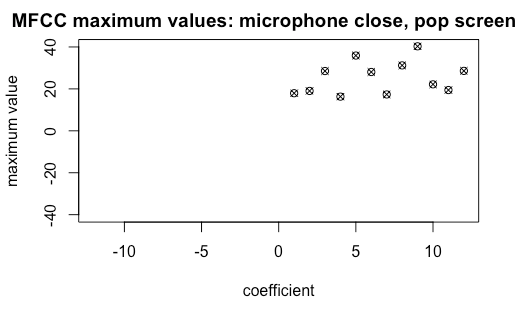 MFCC maximum values: microphone close, pop screen
maximum value
40
20
0
-20
-40
-10 -5 0 5 10
coefficient